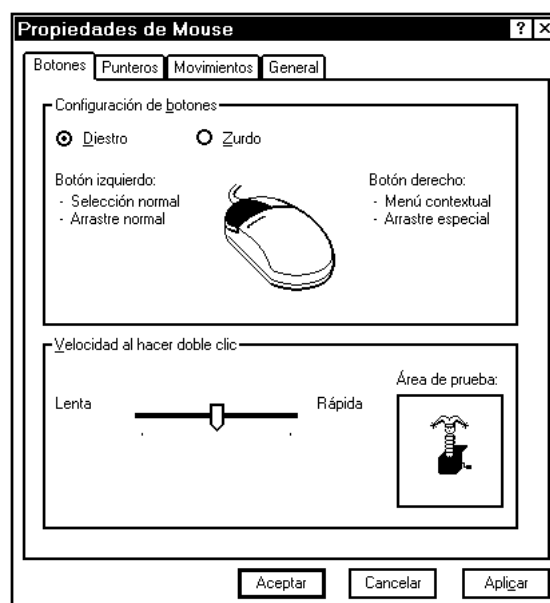 Propiedades de Mouse ? ×
Botones Punteros Movimientos General
Configuración de botones
Diestro Zurdo
Botón izquierdo:
- Selección normal
- Arrastre normal
Botón derecho:
- Menú contextual
- Arrastre especial
Velocidad al hacer doble clic
Lenta Rápida
Área de prueba:
Aceptar Cancelar Aplicar